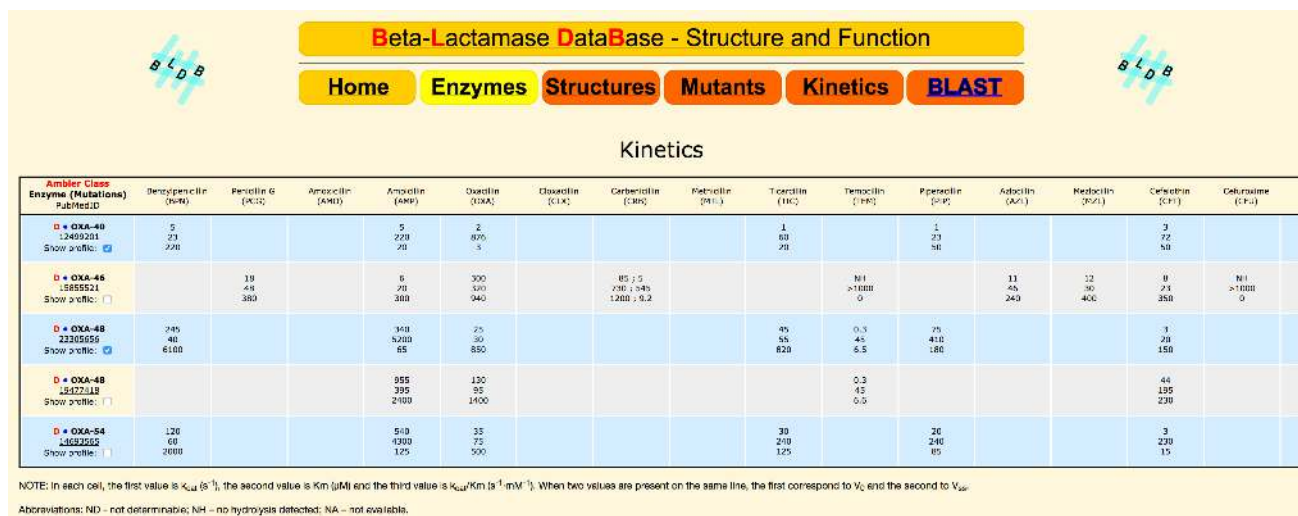 B L D B
Beta-Lactamase DataBase - Structure and Function
B L D B
Home Enzymes Structures Mutants Kinetics BLAST
Kinetics
Ambler Class
Enzyme (Mutations)
PubMedID
Benzylpenicillin (BPN)
Penicillin G (PCG)
Amoxicillin (AMO)
Ampicillin (AMP)
Oxacillin (OXA)
Cloxacillin (CLX)
Carbenicillin (CRB)
Methicillin
Ticarcillin (TIC)
Temocillin (TEM)
Piperacillin (PIP)
Azlocillin (AZL)
Mezlocillin (MZL)
Cefalothin (CFT)
Cefuroxime
D • OXA-40 5 5 2 1 1 3
12499201 23 220 876 60 23 72
Show profile: 220 20 3 20 50 50
D • OXA-46 19 6 300 85 ; 5 NH 11 12 8 NH
15855521 48 20 320 730 ; 545 >1000 46 30 23 >1000
Show profile: 380 300 940 1200 ; 9.2 0 240 400 350 0
D • OXA-48 245 340 25 45 0.3 75 3
23305656 40 5200 30 55 45 410 20
Show profile: 6100 65 850 820 6.5 180 150
D • OXA-48 955 130 0.3 44
19477418 395 95 45 195
Show profile: 2400 1400 6.6 230
D • OXA-54 120 540 35 30 20 3
14693565 60 4300 75 240 240 230
Show profile: 2000 125 500 125 85 15
NOTE: In each cell, the first value is kcat (s⁻¹), the second value is Km (µM) and the third value is kcat/Km (s⁻¹·mM⁻¹). When two values are present on the same line, the first correspond to V₀ and the second to Vss.
Abbreviations: ND - not determinable; NH – no hydrolysis detected; NA – not available.